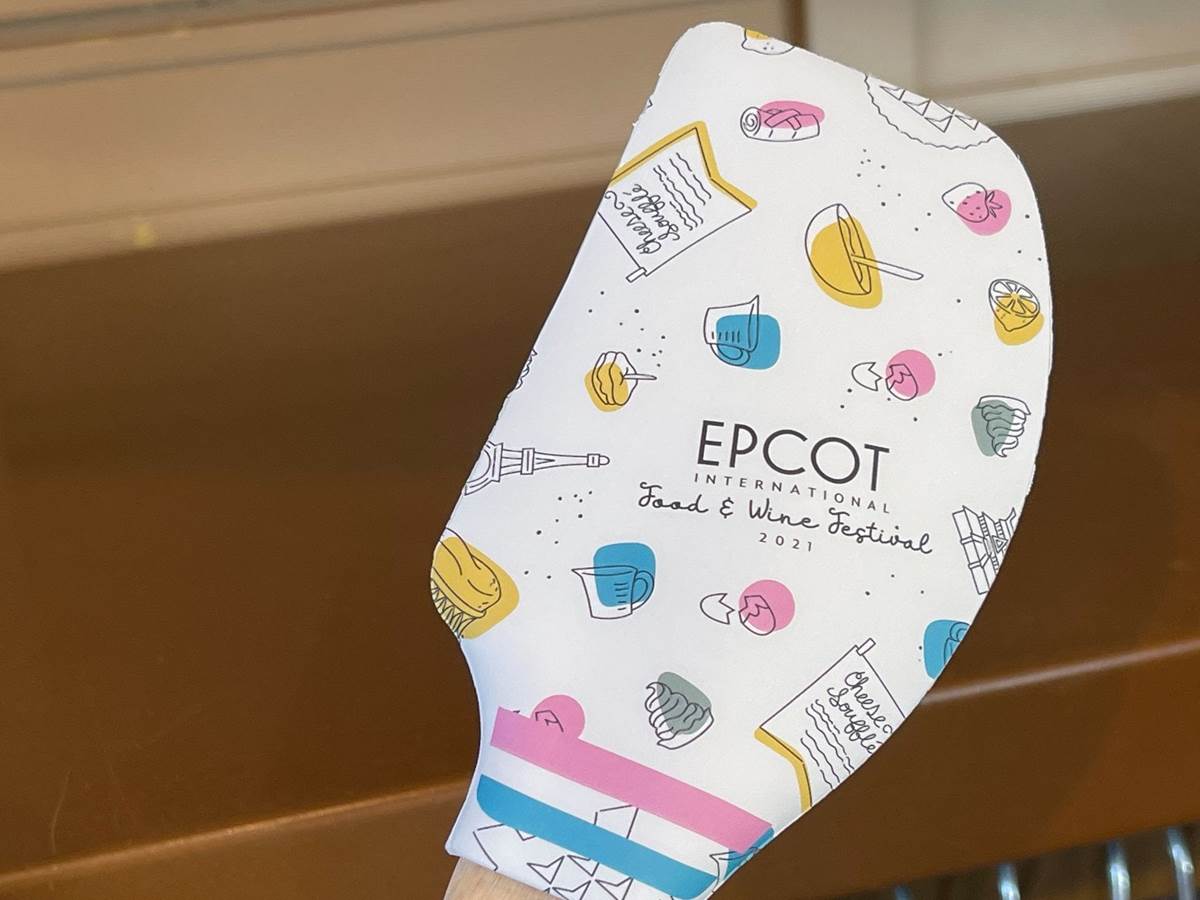 Cheese
Soufflé
EPCOT
INTERNATIONAL
Food & Wine Festival
2021
Cheese
Soufflé